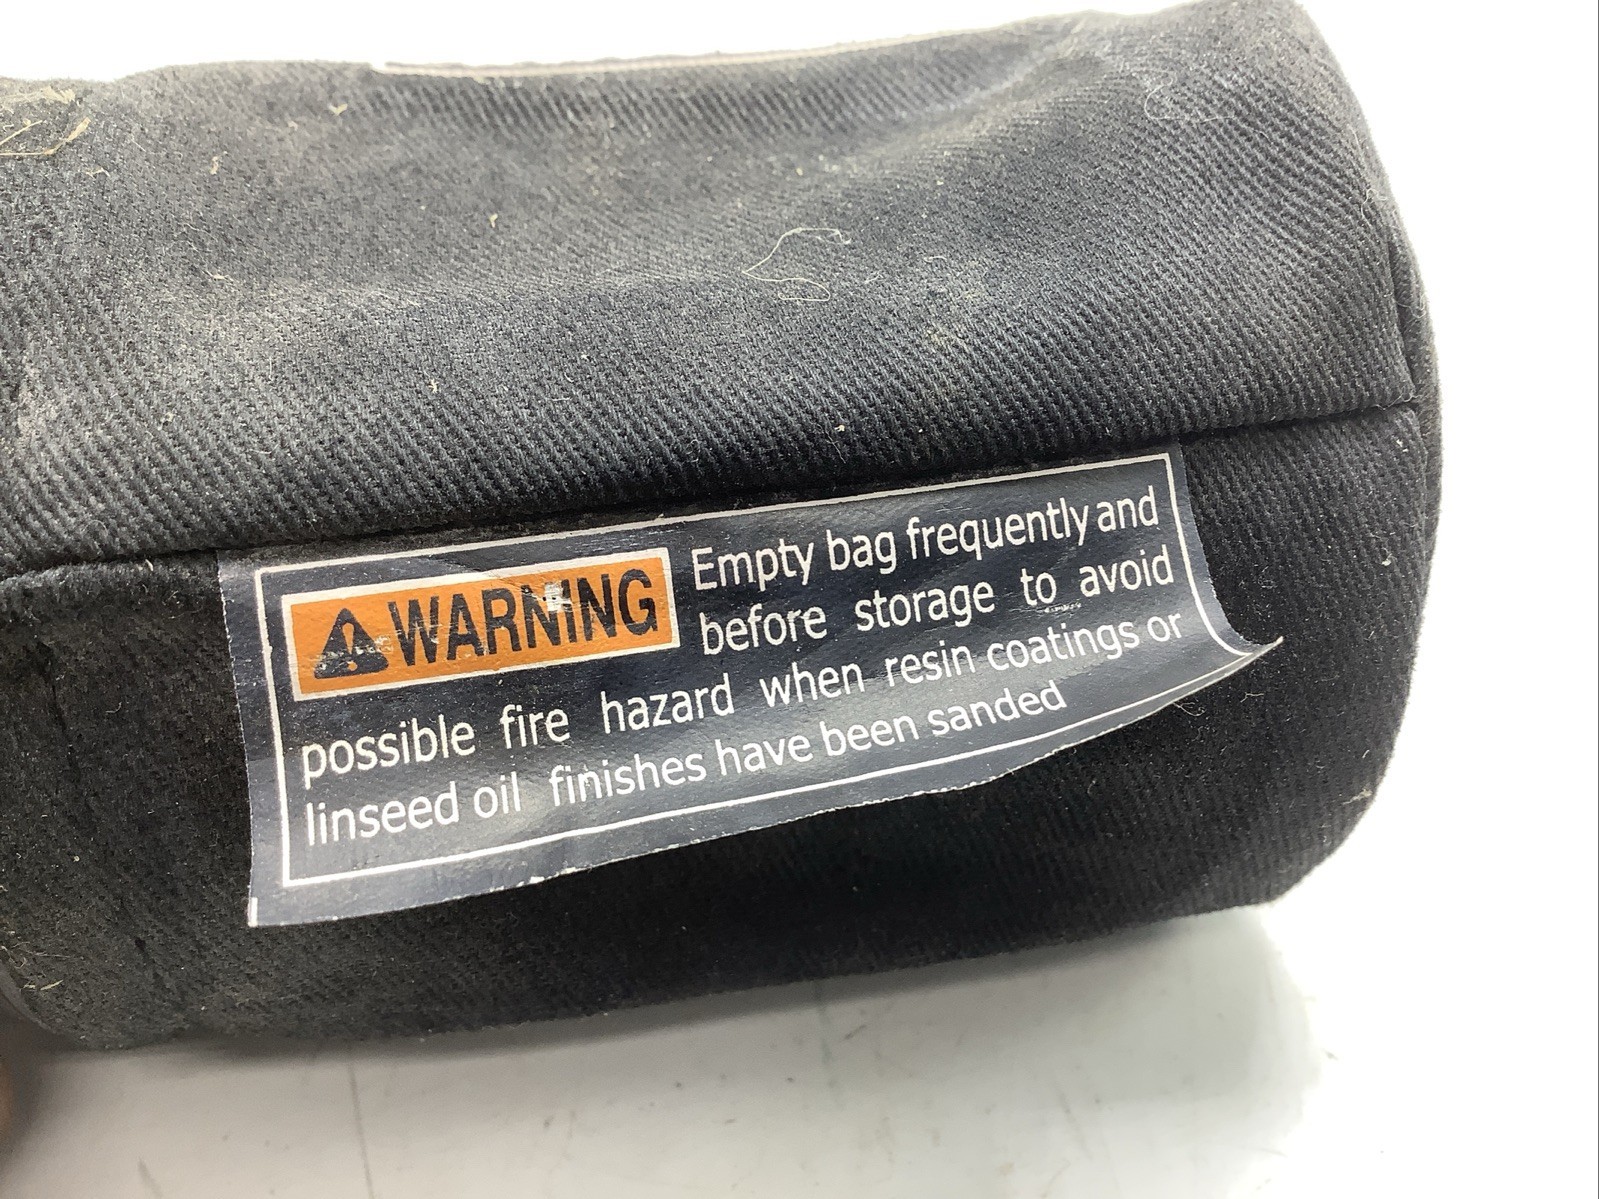 WARNING Empty bag frequently and
before storage to avoid
possible fire hazard when resin coatings or
linseed oil finishes have been sanded